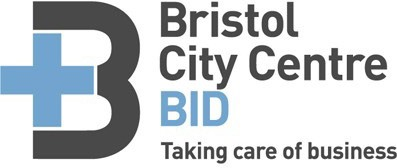 B
Bristol
City Centre
BID
Taking care of business